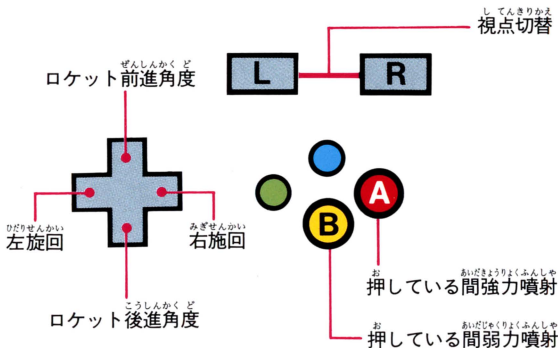 視点切替
してんきりかえ
L
R
ロケット前進角度
ぜんしんかくど
A
B
左旋回
ひだりせんかい
右施回
みぎせんかい
押している間強力噴射
お あいだきょうりょくふんしゃ
ロケット後進角度
こうしんかくど
押している間弱力噴射
お あいだじゃくりょくふんしゃ